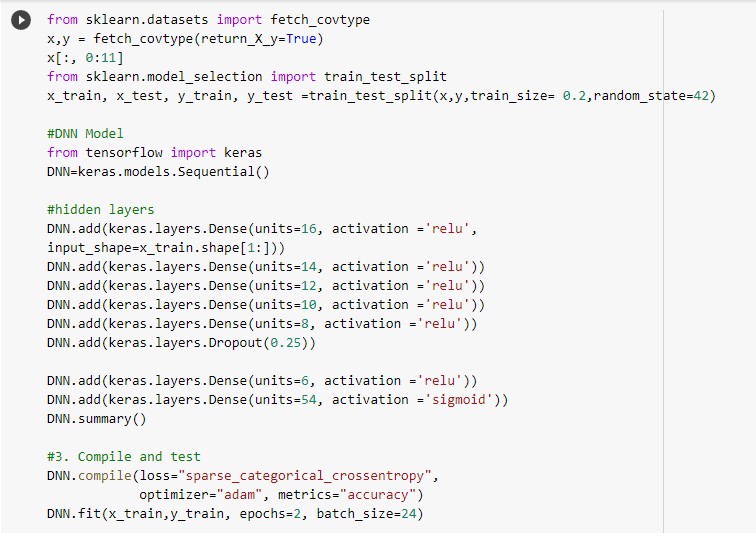 from sklearn.datasets import fetch_covtype
x,y = fetch_covtype(return_X_y=True)
x[:, 0:11]
from sklearn.model_selection import train_test_split
x_train, x_test, y_train, y_test =train_test_split(x,y,train_size= 0.2,random_state=42)
#DNN Model
from tensorflow import keras
DNN=keras.models.Sequential()
#hidden layers
DNN.add(keras.layers.Dense(units=16, activation ='relu',
input_shape=x_train.shape[1:]))
DNN.add(keras.layers.Dense(units=14, activation ='relu'))
DNN.add(keras.layers.Dense(units=12, activation ='relu'))
DNN.add(keras.layers.Dense(units=10, activation ='relu'))
DNN.add(keras.layers.Dense(units=8, activation ='relu'))
DNN.add(keras.layers.Dropout(0.25))
DNN.add(keras.layers.Dense(units=6, activation ='relu'))
DNN.add(keras.layers.Dense(units=54, activation ='sigmoid'))
DNN.summary()
#3. Compile and test
DNN.compile(loss="sparse_categorical_crossentropy",
optimizer="adam", metrics="accuracy")
DNN.fit(x_train,y_train, epochs=2, batch_size=24)